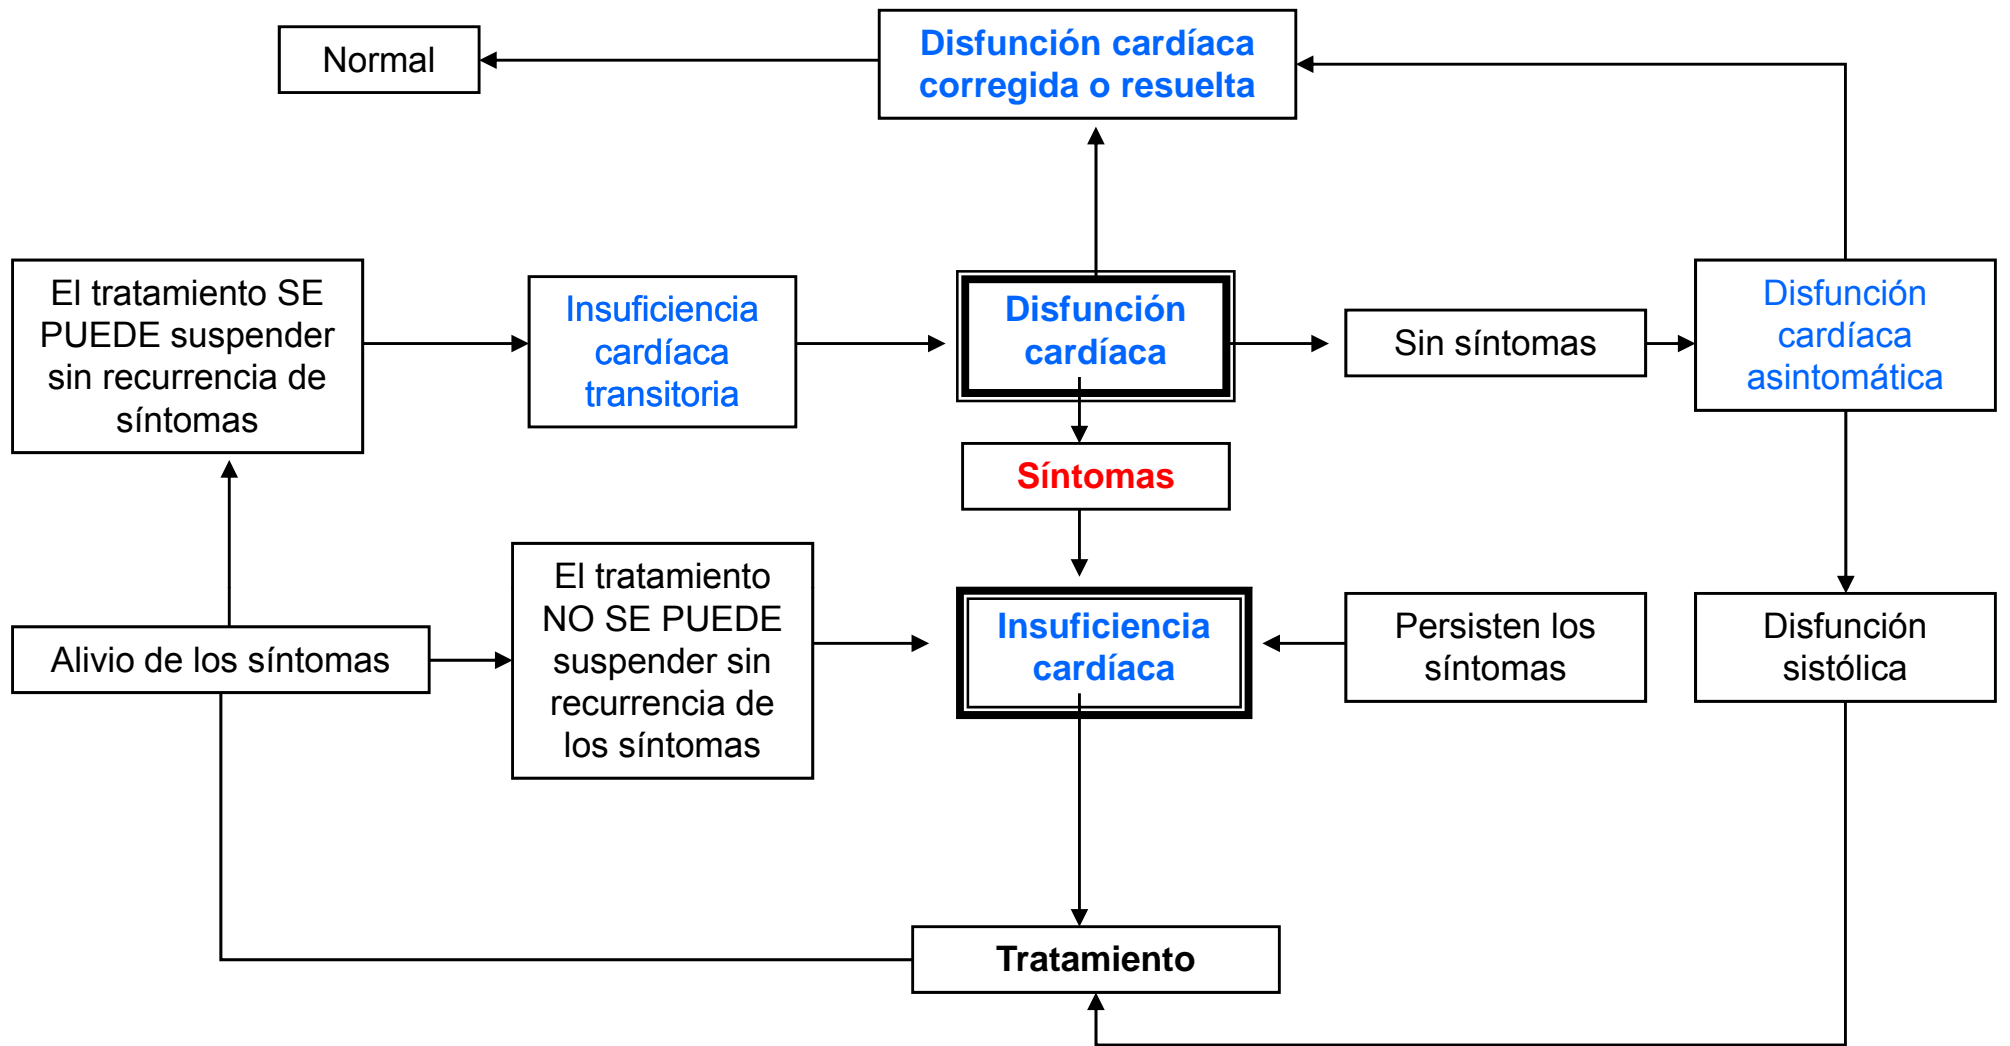 Normal
Disfunción cardíaca
corregida o resuelta
El tratamiento SE
PUEDE suspender
sin recurrencia de
síntomas
Insuficiencia
cardíaca
transitoria
Disfunción
cardíaca
Sin síntomas
Disfunción
cardíaca
asintomática
Síntomas
Alivio de los síntomas
El tratamiento
NO SE PUEDE
suspender sin
recurrencia de
los síntomas
Insuficiencia
cardíaca
Persisten los
síntomas
Disfunción
sistólica
Tratamiento